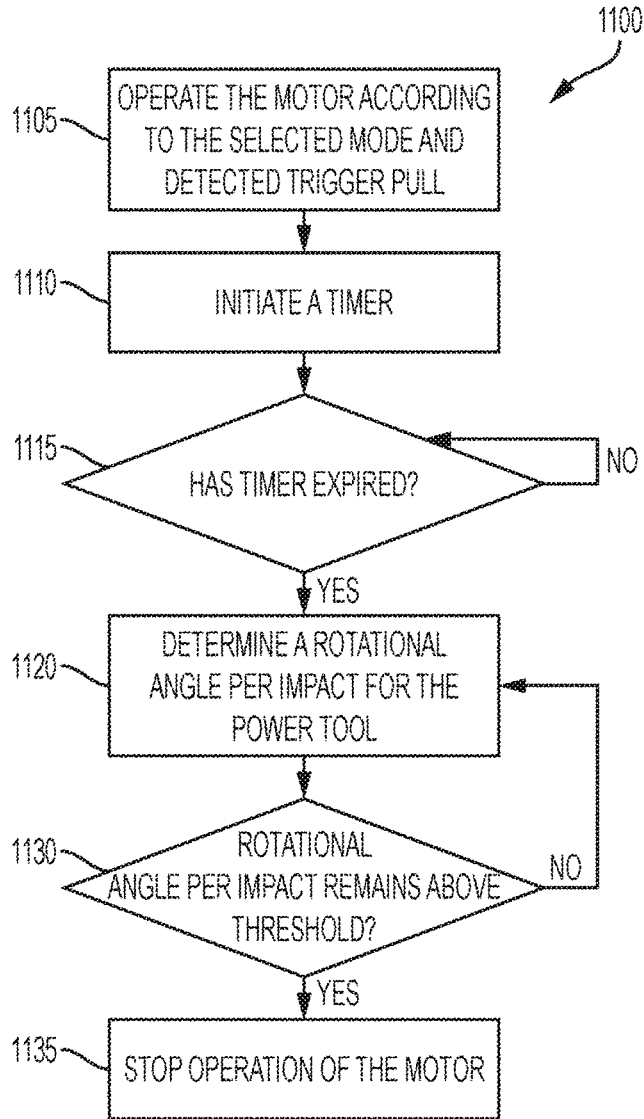 1100
1105
OPERATE THE MOTOR ACCORDING
TO THE SELECTED MODE AND
DETECTED TRIGGER PULL
1110
INITIATE A TIMER
1115
HAS TIMER EXPIRED?
NO
YES
1120
DETERMINE A ROTATIONAL
ANGLE PER IMPACT FOR THE
POWER TOOL
1130
ROTATIONAL
ANGLE PER IMPACT REMAINS ABOVE
THRESHOLD?
NO
YES
1135
STOP OPERATION OF THE MOTOR